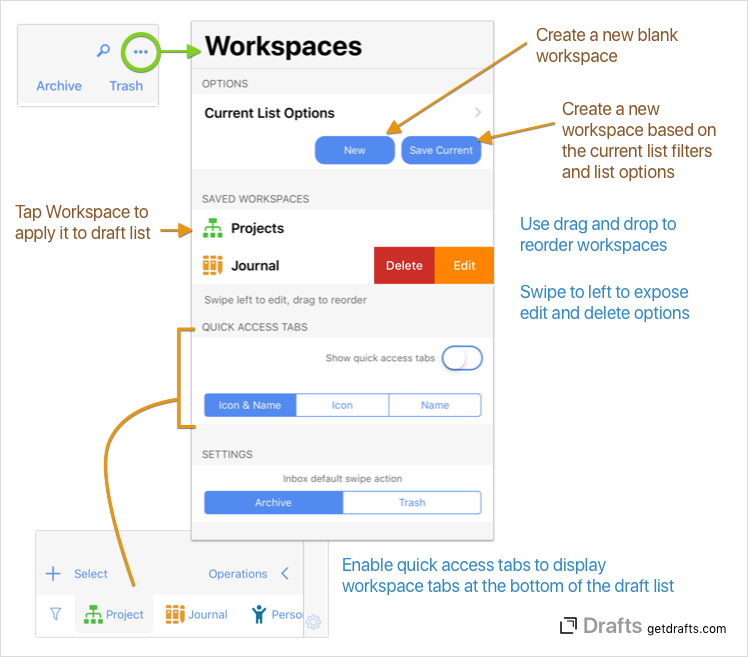 Archive Trash
Workspaces
OPTIONS
Current List Options
New Save Current
SAVED WORKSPACES
Projects
Journal Delete Edit
Swipe left to edit, drag to reorder
QUICK ACCESS TABS
Show quick access tabs
Icon & Name Icon Name
SETTINGS
Inbox default swipe action
Archive Trash
Create a new blank
workspace
Create a new
workspace based on
the current list filters
and list options
Tap Workspace to
apply it to draft list
Use drag and drop to
reorder workspaces
Swipe to left to expose
edit and delete options
Select Operations
Project Journal Perso
Enable quick access tabs to display
workspace tabs at the bottom of the draft list
Drafts getdrafts.com